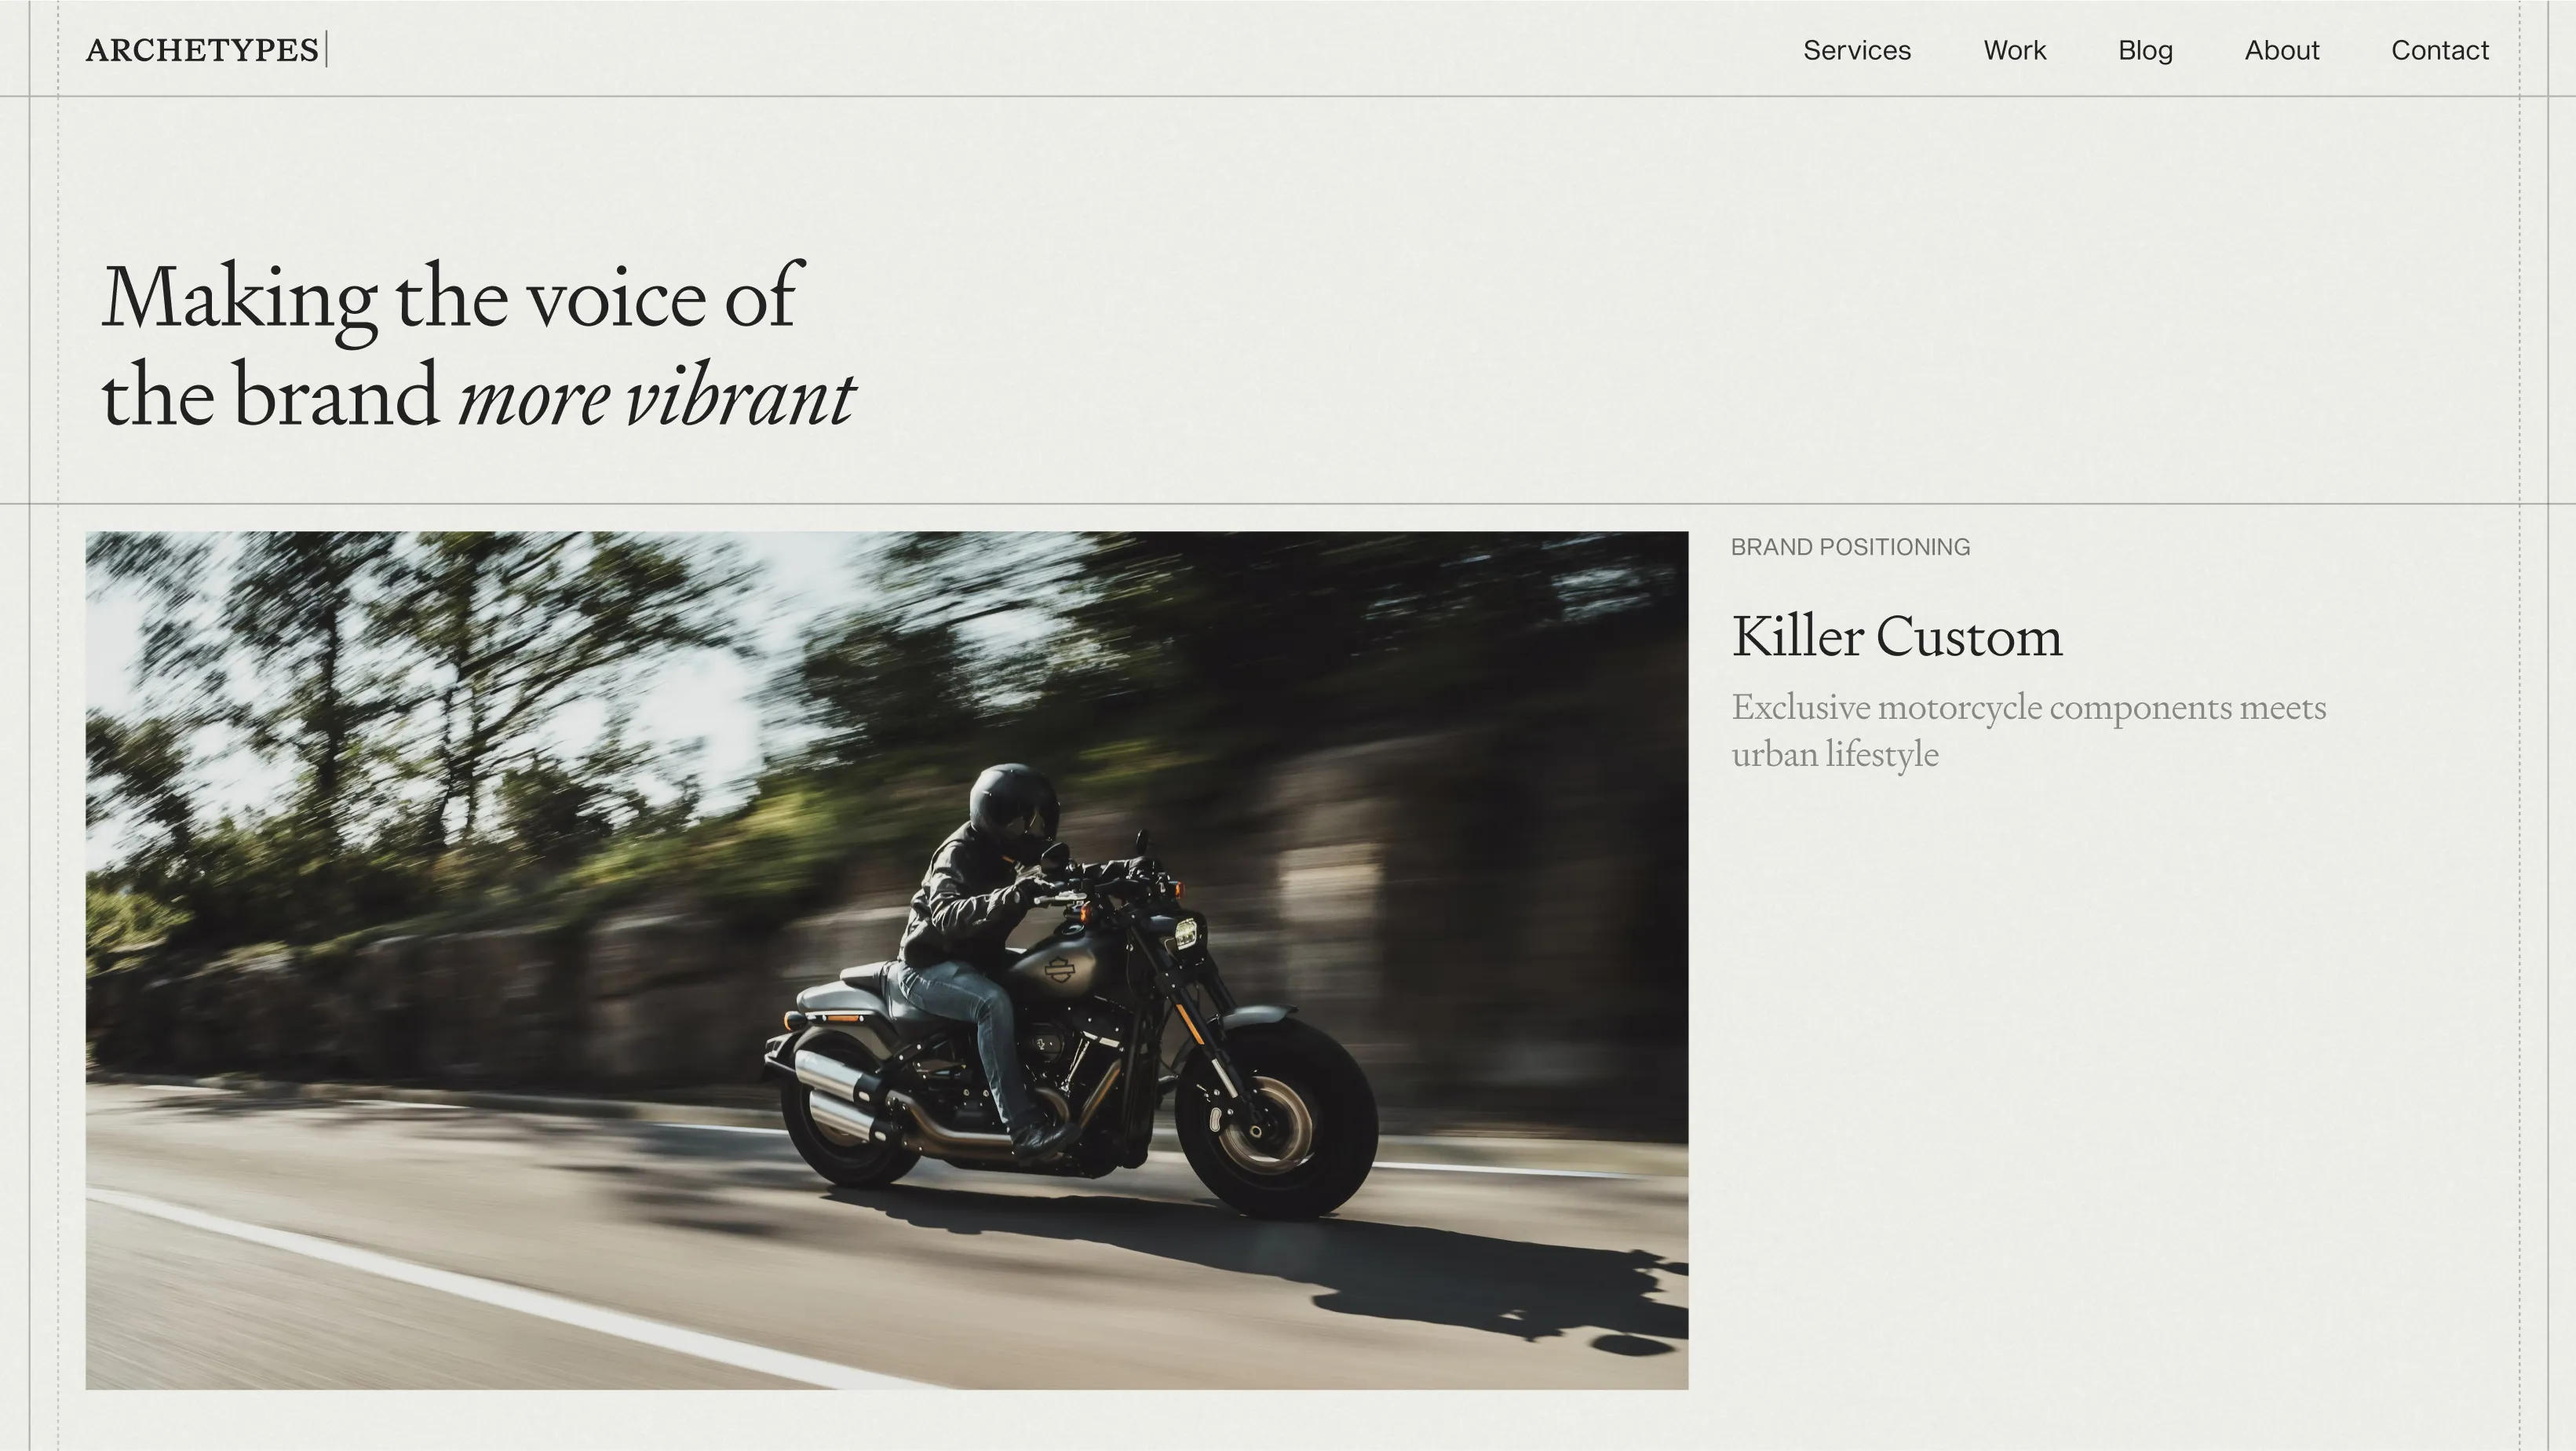 ARCHETYPES
Services
Work
Blog
About
Contact
Making the voice of
the brand more vibrant
BRAND POSITIONING
Killer Custom
Exclusive motorcycle components meets
urban lifestyle